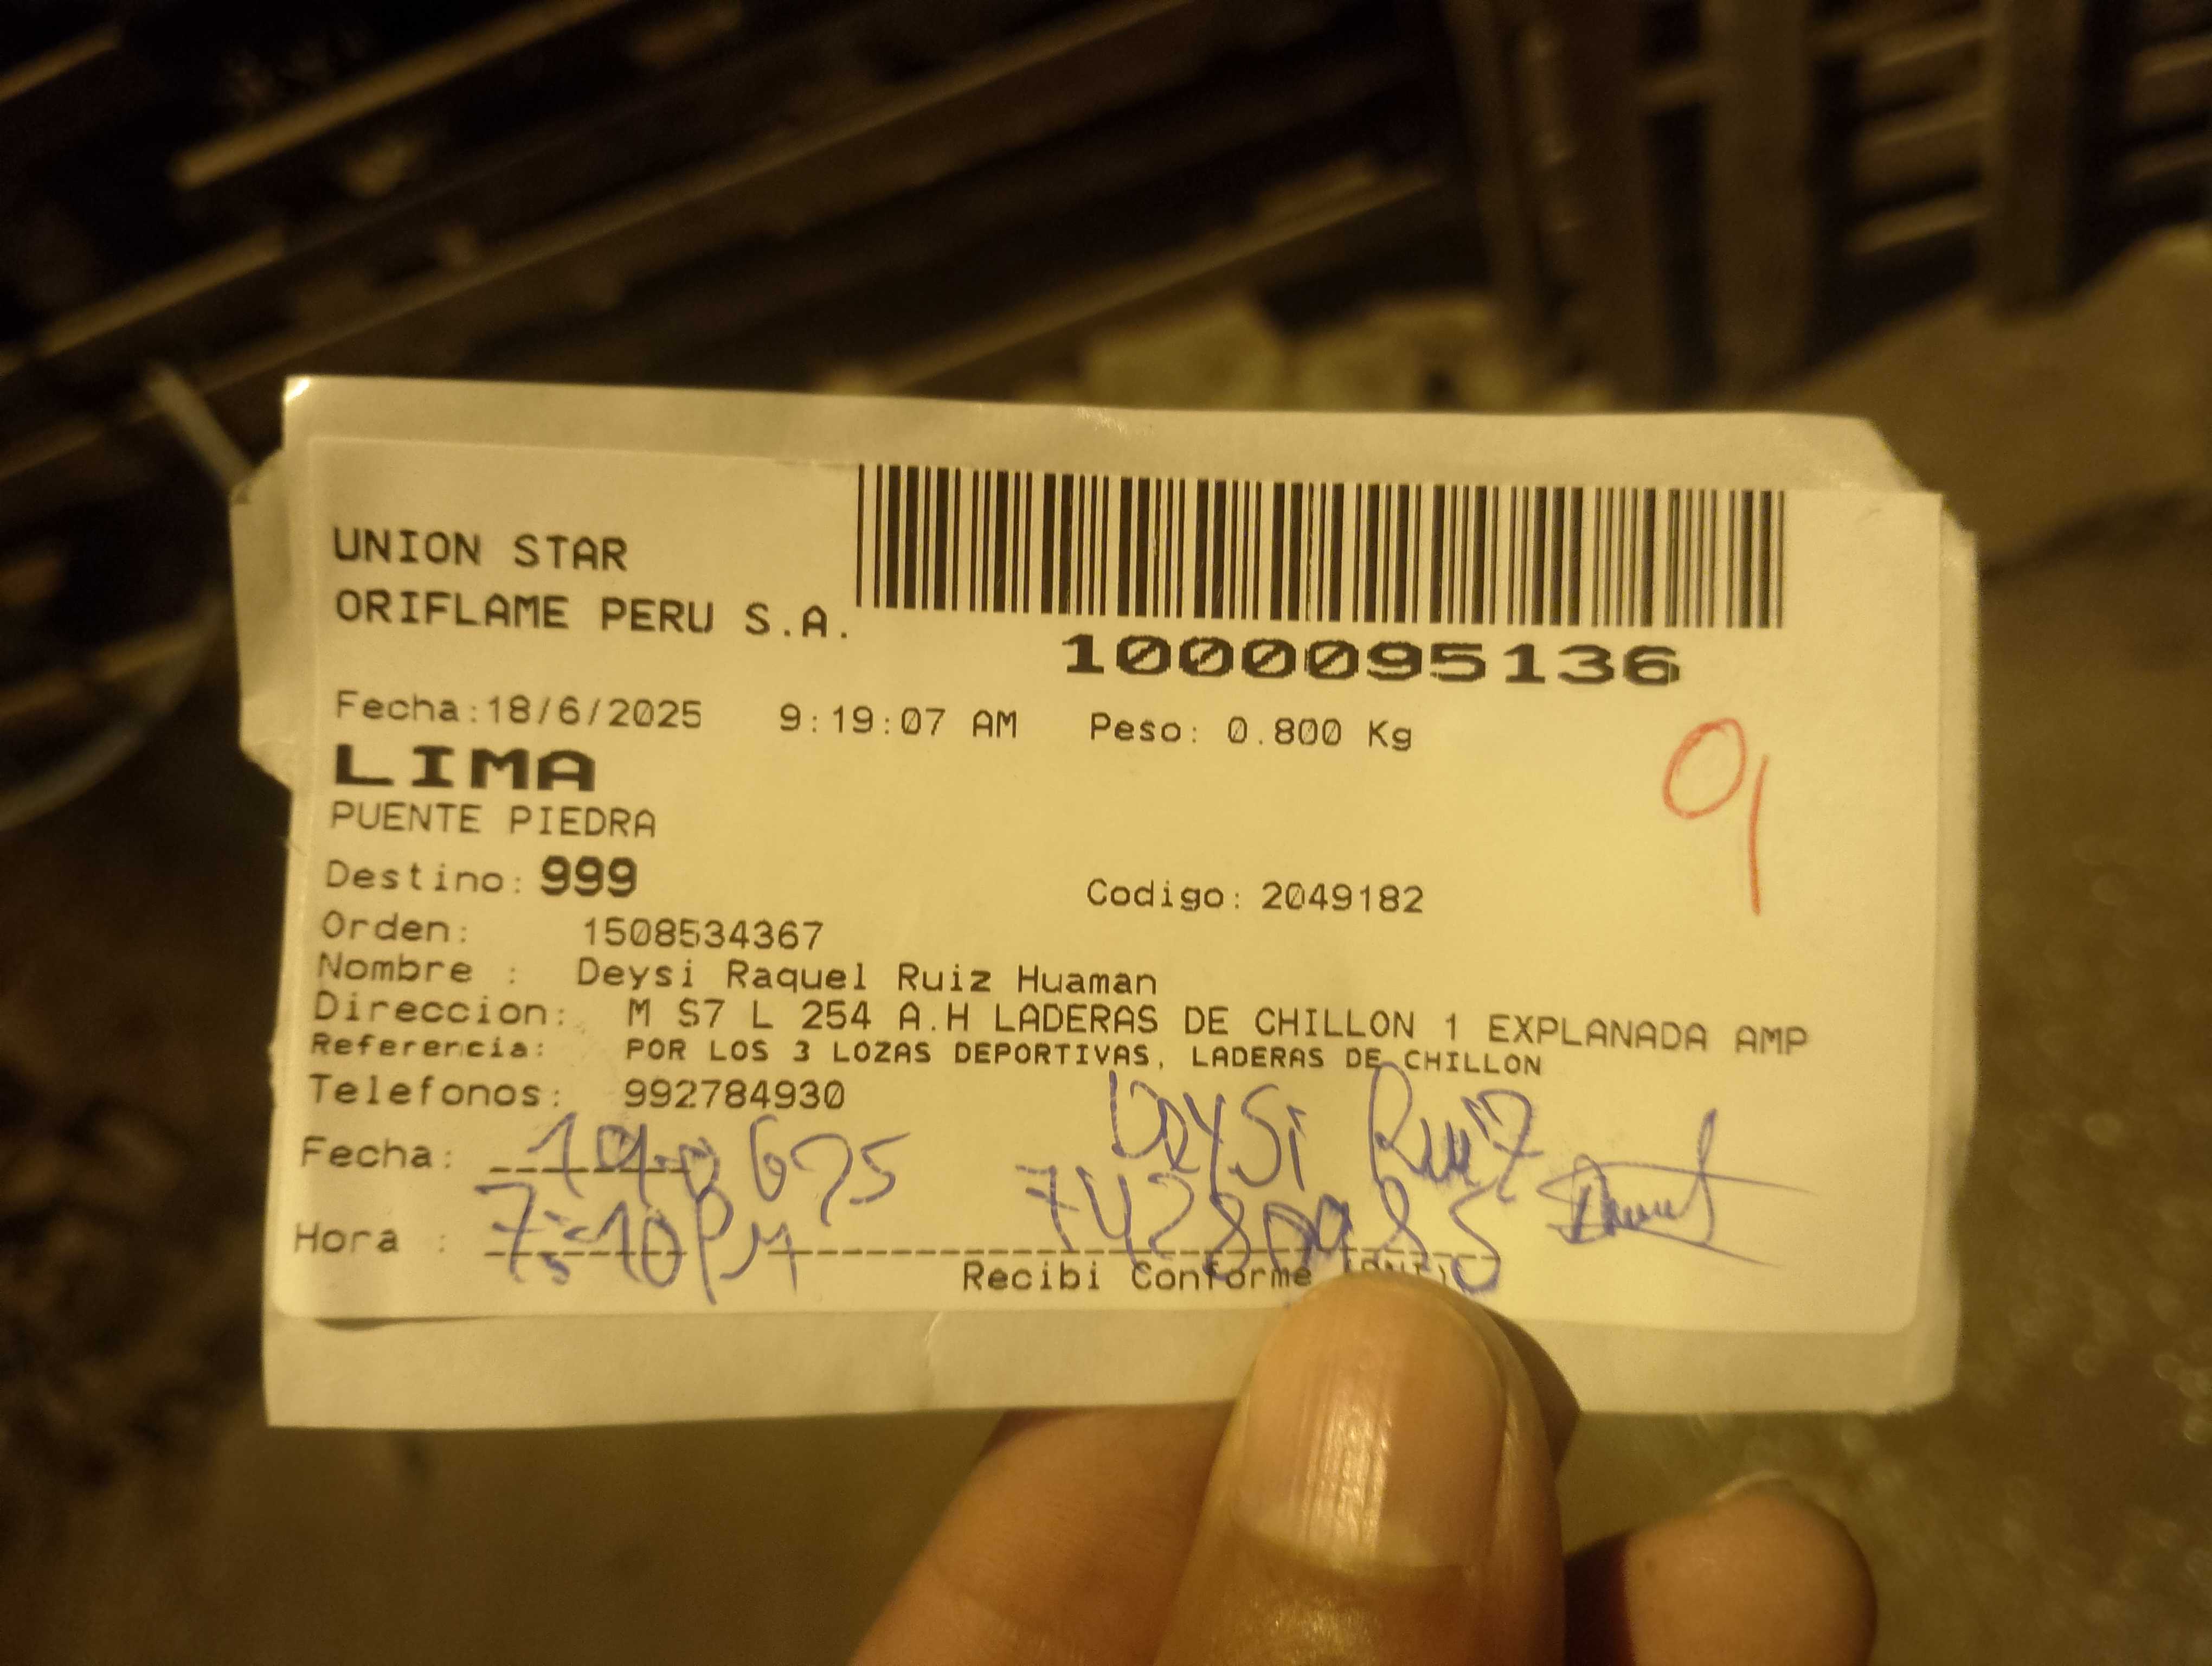 UNION STAR
ORIFLAME PERU S.A.
1000095136
Fecha:18/6/2025 9:19:07 AM Peso: 0.800 Kg
LIMA
PUENTE PIEDRA
Destino: 999 Codigo: 2049182
Orden: 1508534367
Nombre : Deysi Raquel Ruiz Huaman
Direccion: M S7 L 254 A.H LADERAS DE CHILLON 1 EXPLANADA AMP
Referencia: POR LOS 3 LOZAS DEPORTIVAS, LADERAS DE CHILLON
Telefonos: 992784930
Deysi Ruiz
Fecha:
74280985
Hora : 7:10 PM
Recibi Conforme (DNI)